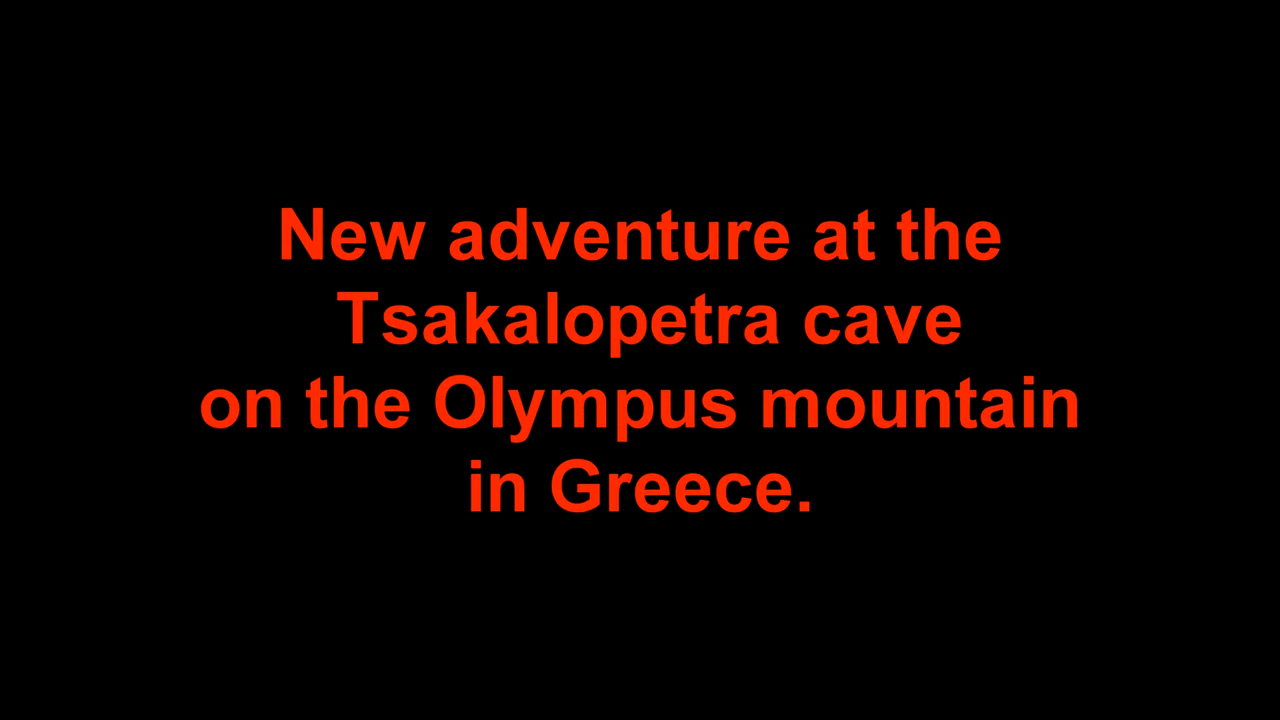 New adventure at the
Tsakalopetra cave
on the Olympus mountain
in Greece.